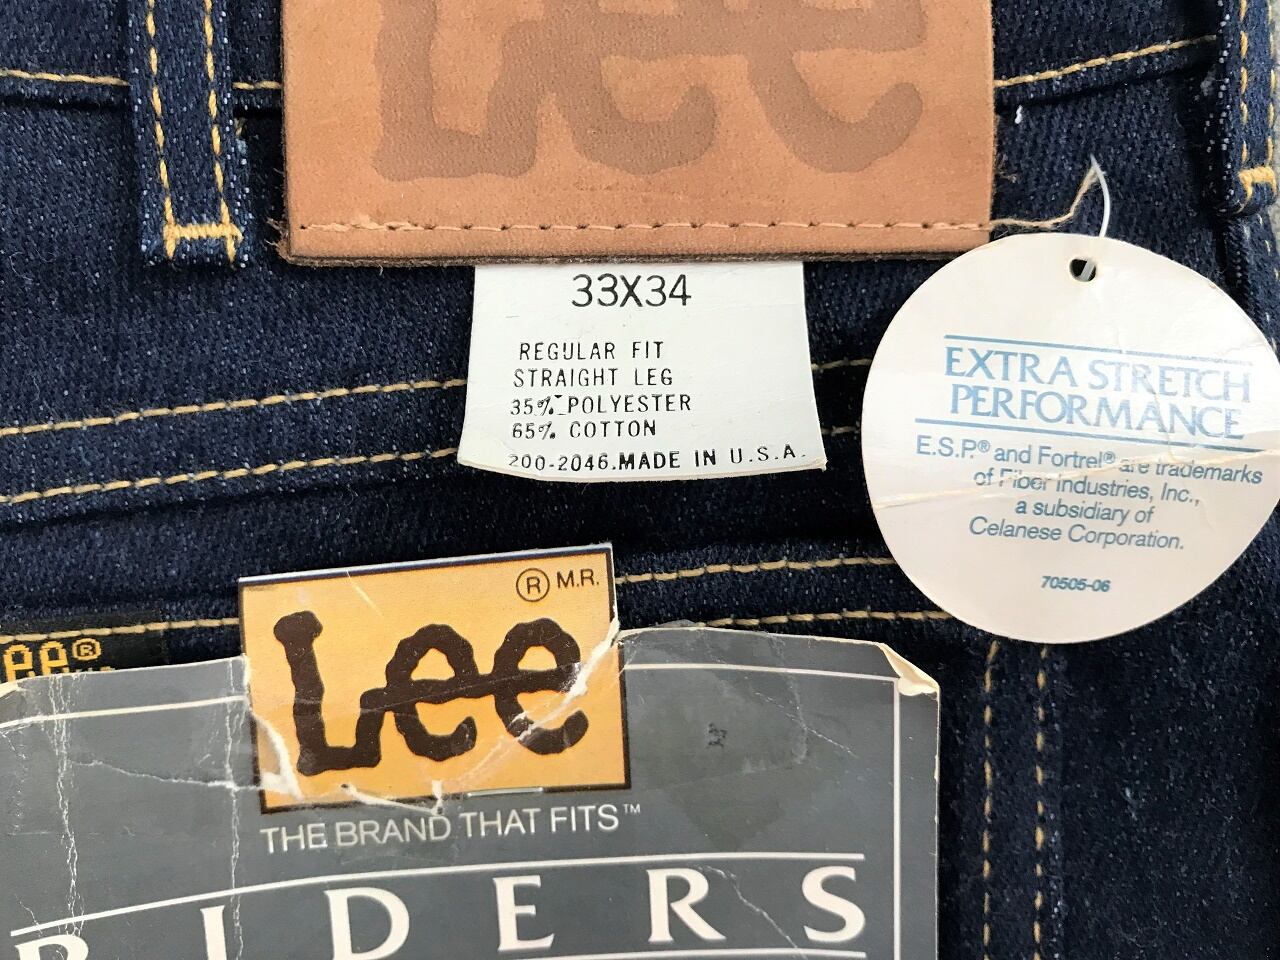 Lee
33X34
REGULAR FIT
STRAIGHT LEG
35% POLYESTER
65% COTTON
200-2046.MADE IN U.S.A.
EXTRA STRETCH
PERFORMANCE
E.S.P.® and Fortrel® are trademarks
of Fiber industries, Inc.,
a subsidiary of
Celanese Corporation.
70505-06
® M.R.
Lee
ee®
THE BRAND THAT FITS™
RIDERS